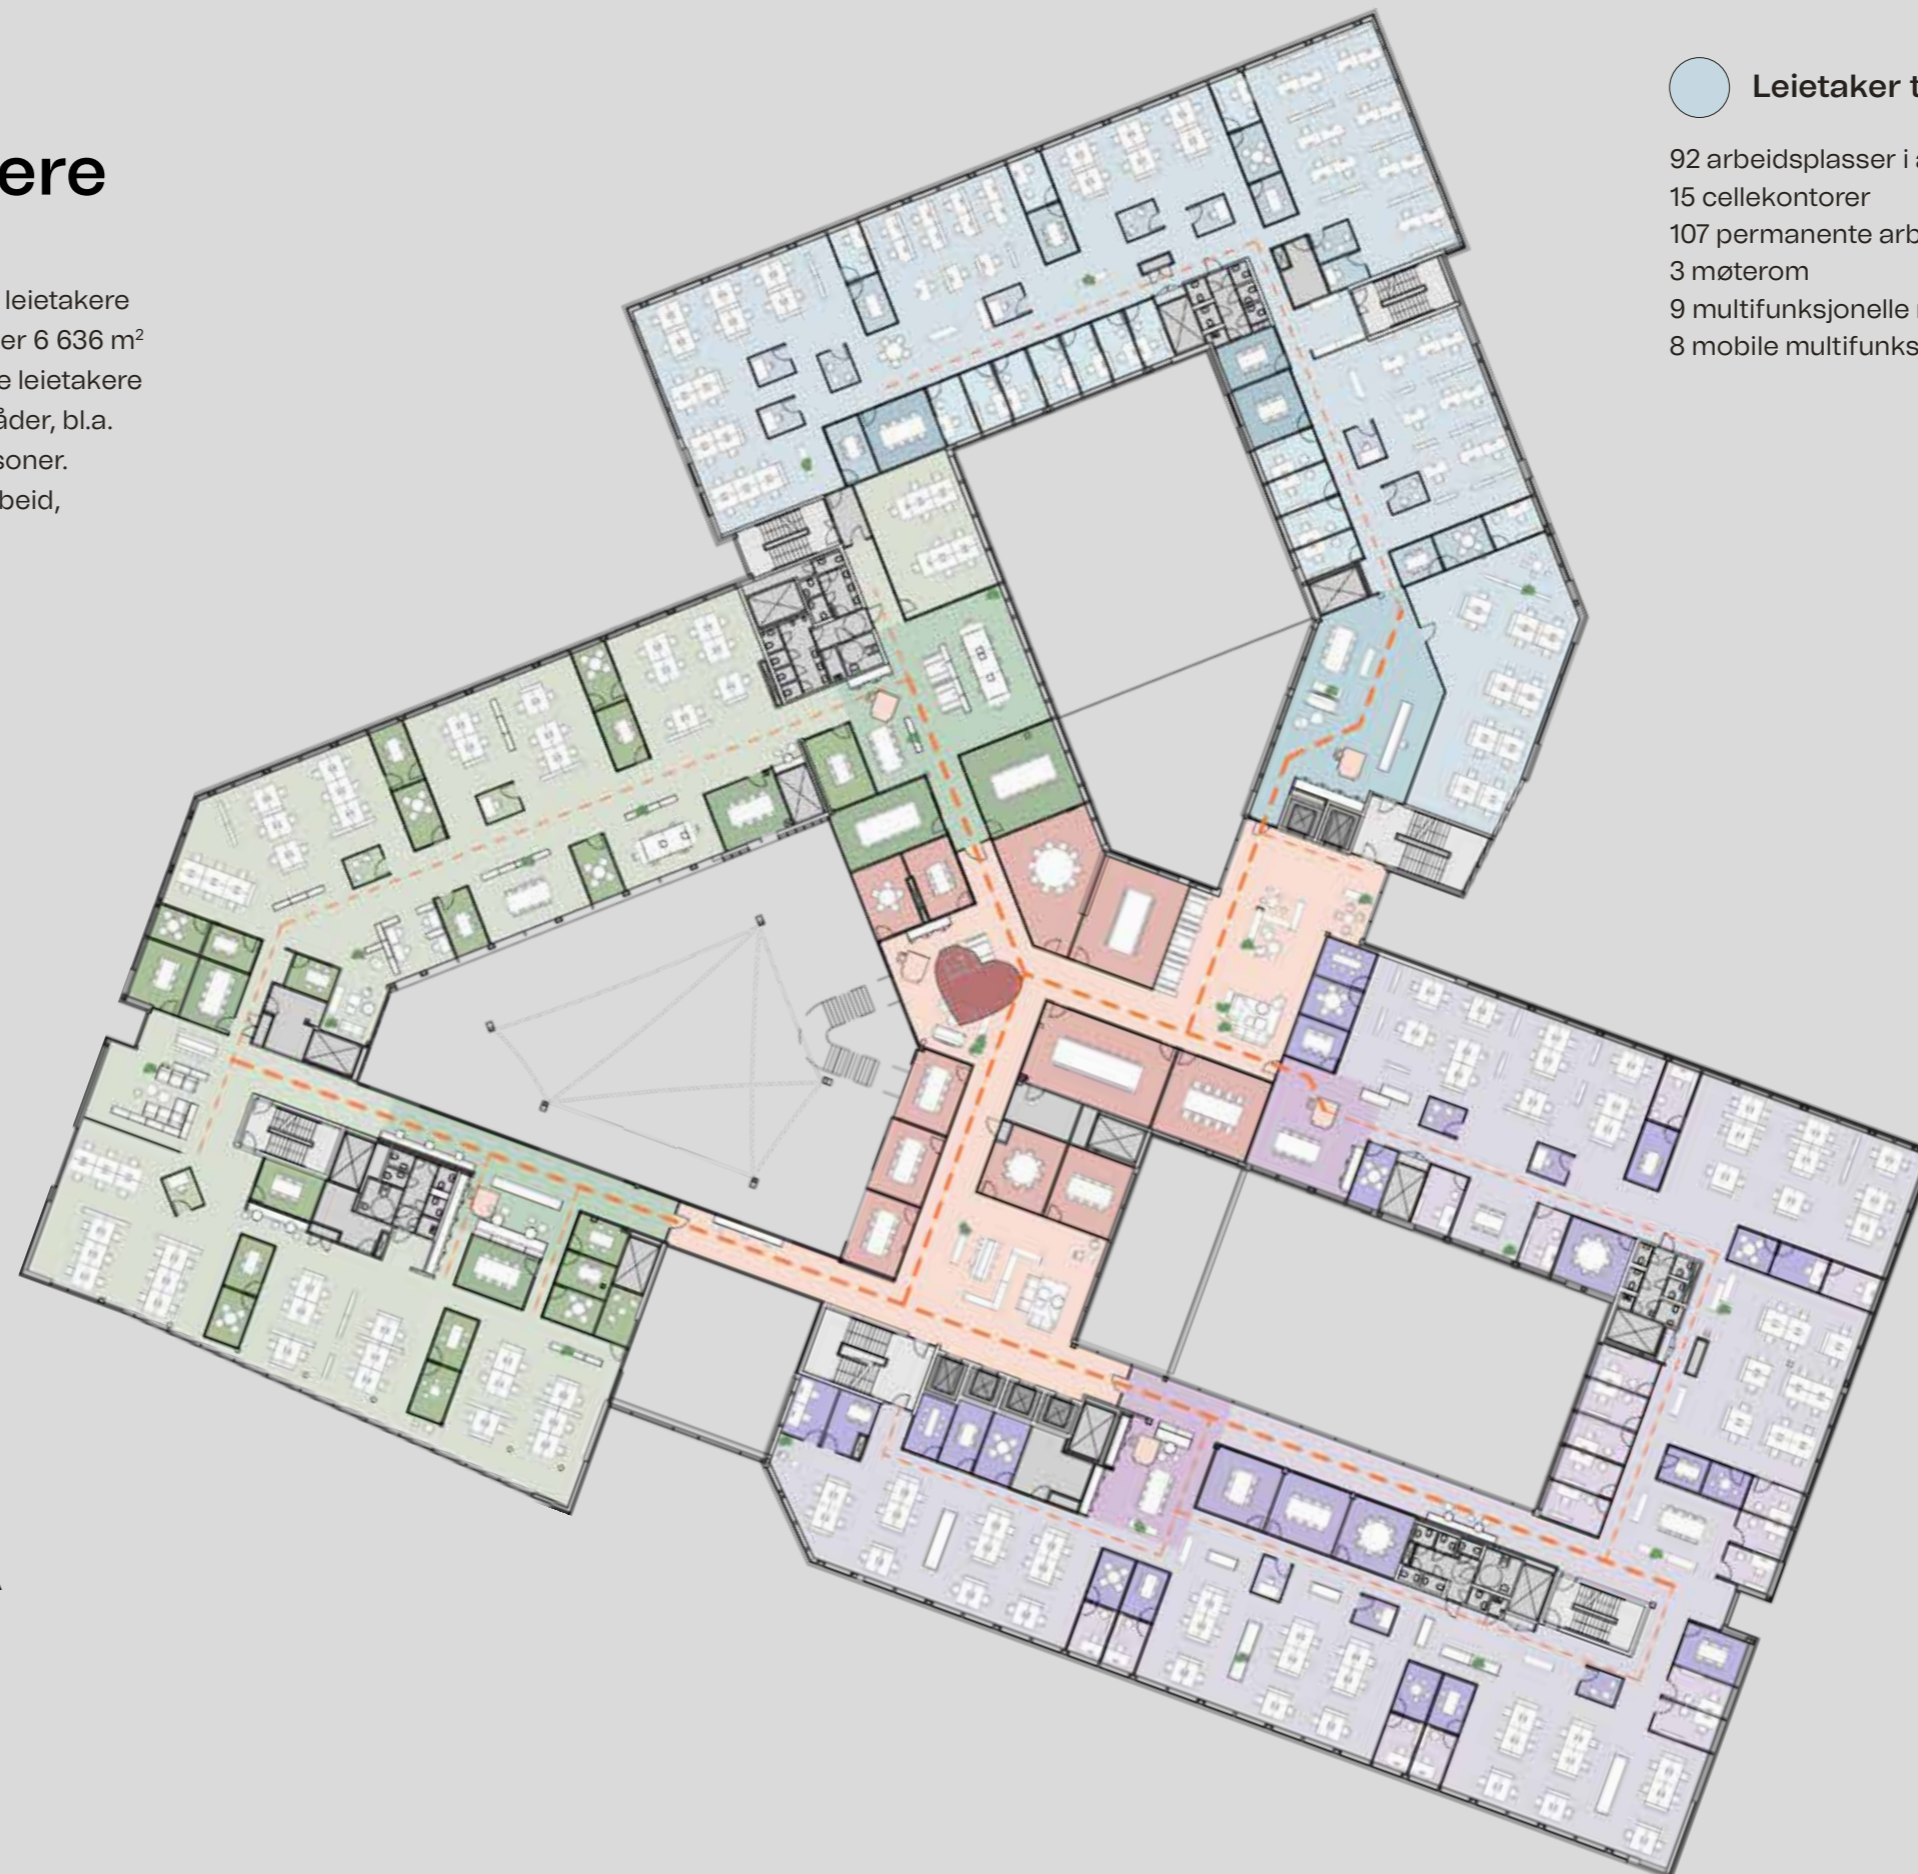 ere
leietakere
er 6 636 m²
e leietakere
åder, bl.a.
soner.
beid,
Leietaker t
92 arbeidsplasser i a
15 cellekontorer
107 permanente arb
3 møterom
9 multifunksjonelle
8 mobile multifunks